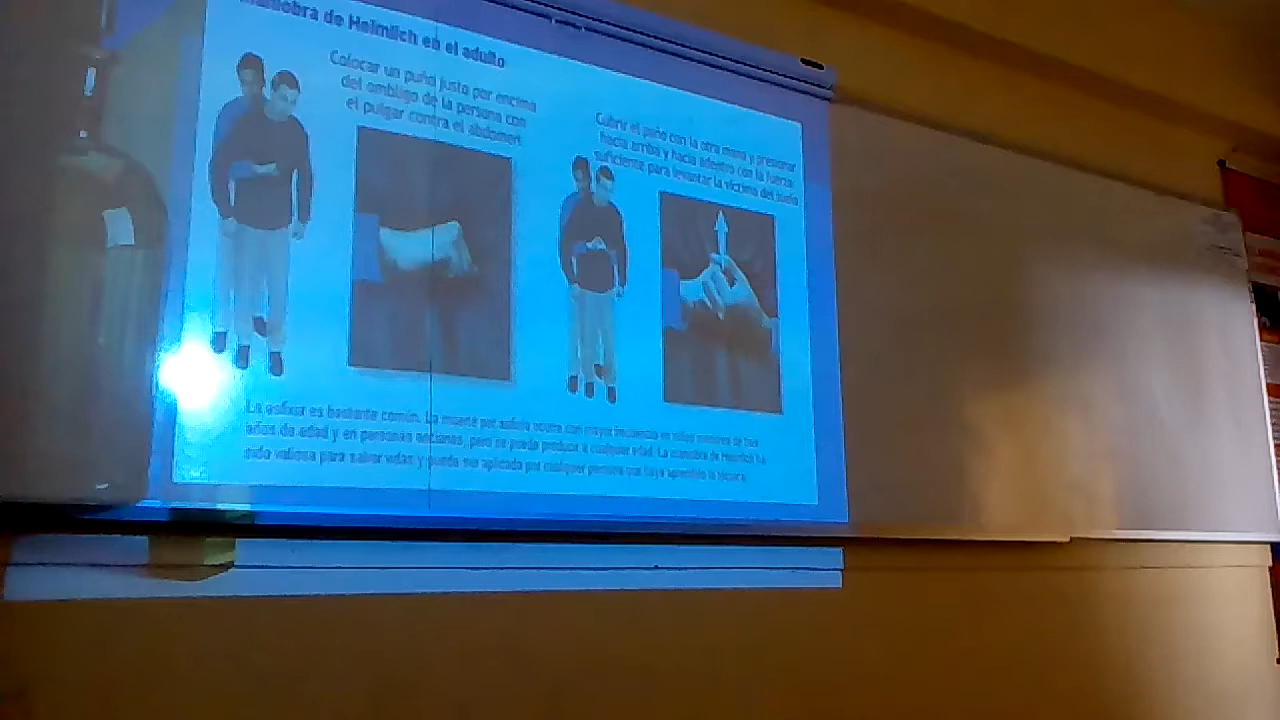 Maniobra de Heimlich en el adulto
Colocar un puño justo por encima
del ombligo de la persona con
el pulgar contra el abdomen
Cubrir el puño con la otra mano y presionar
hacia arriba y hacia adentro con la fuerza
suficiente para levantar la víctima del suelo
La asfixia es bastante común. La muerte por asfixia ocurre con mayor frecuencia en niños menores de tres
años de edad y en personas ancianas, pero se puede producir a cualquier edad. La maniobra de Heimlich ha
sido valiosa para salvar vidas y puede ser aplicada por cualquier persona que haya aprendido la técnica.